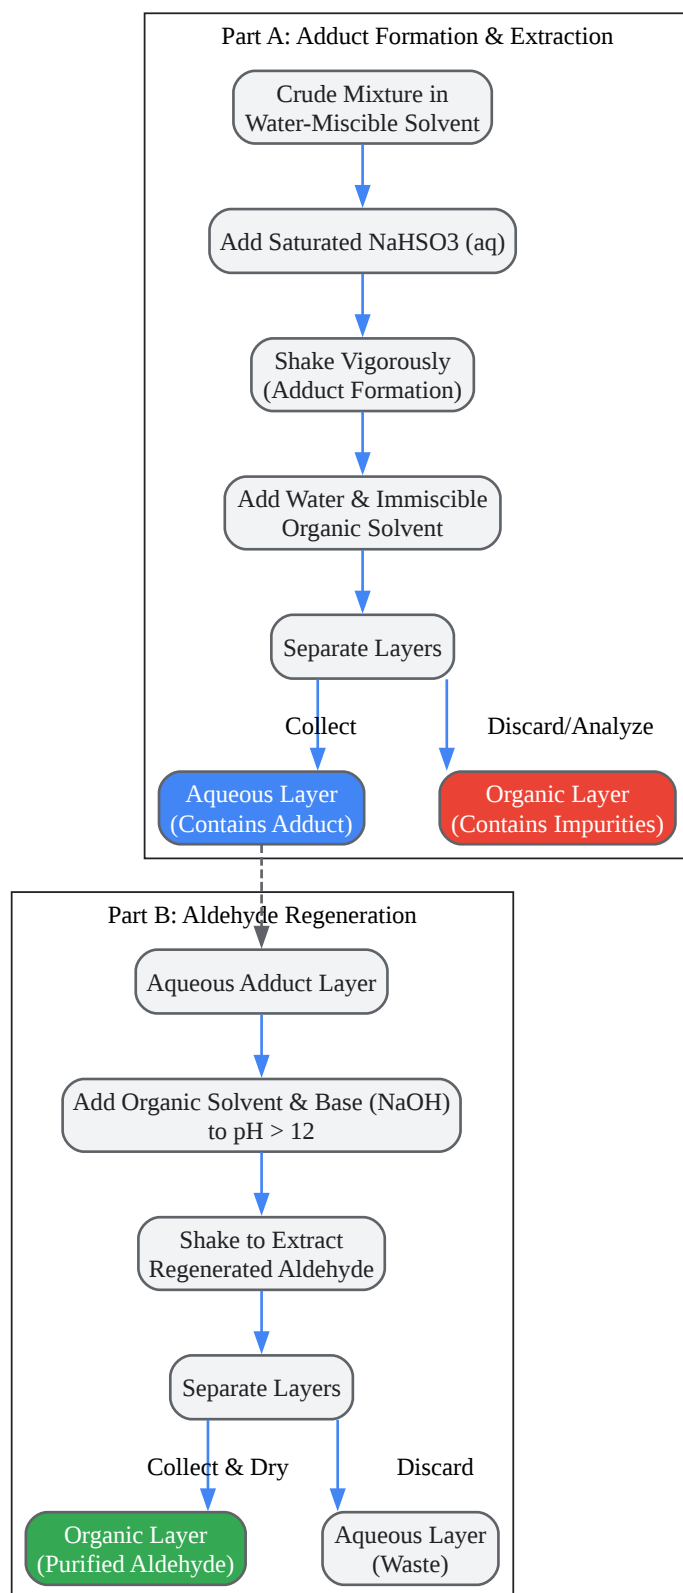 Part A: Adduct Formation & Extraction
Crude Mixture in
Water-Miscible Solvent
Add Saturated NaHSO3 (aq)
Shake Vigorously
(Adduct Formation)
Add Water & Immiscible
Organic Solvent
Separate Layers
Collect
Discard/Analyze
Aqueous Layer
(Contains Adduct)
Organic Layer
(Contains Impurities)
Part B: Aldehyde Regeneration
Aqueous Adduct Layer
Add Organic Solvent & Base (NaOH)
to pH > 12
Shake to Extract
Regenerated Aldehyde
Separate Layers
Collect & Dry
Discard
Organic Layer
(Purified Aldehyde)
Aqueous Layer
(Waste)